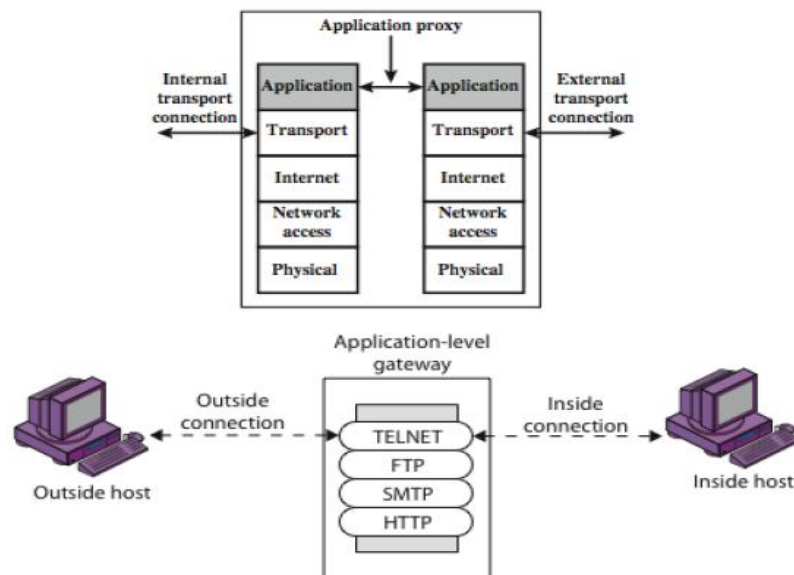 Application proxy
Internal
transport
connection
Application
Application
External
transport
connection
Transport
Transport
Internet
Internet
Network
access
Network
access
Physical
Physical
Application-level
gateway
Outside
connection
Inside
connection
TELNET
FTP
SMTP
HTTP
Outside host
Inside host